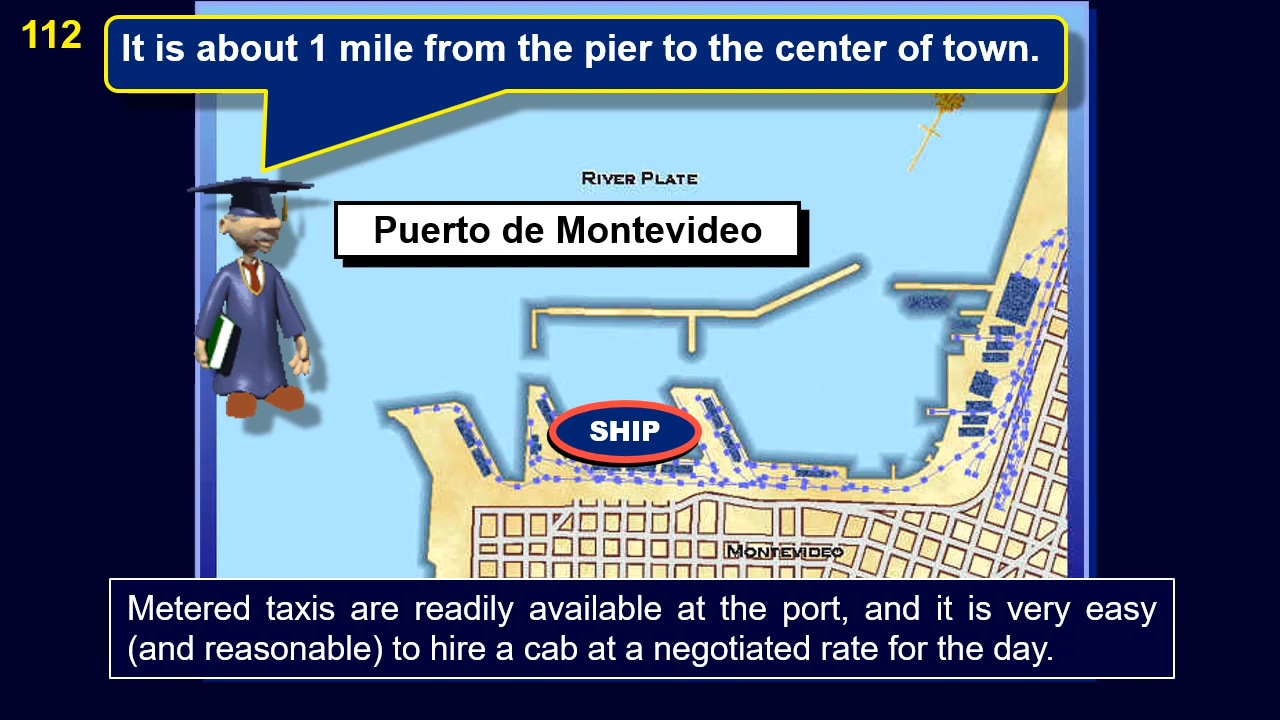 112
It is about 1 mile from the pier to the center of town.
RIVER PLATE
Puerto de Montevideo
SHIP
MONTEVIDEO
Metered taxis are readily available at the port, and it is very easy
(and reasonable) to hire a cab at a negotiated rate for the day.